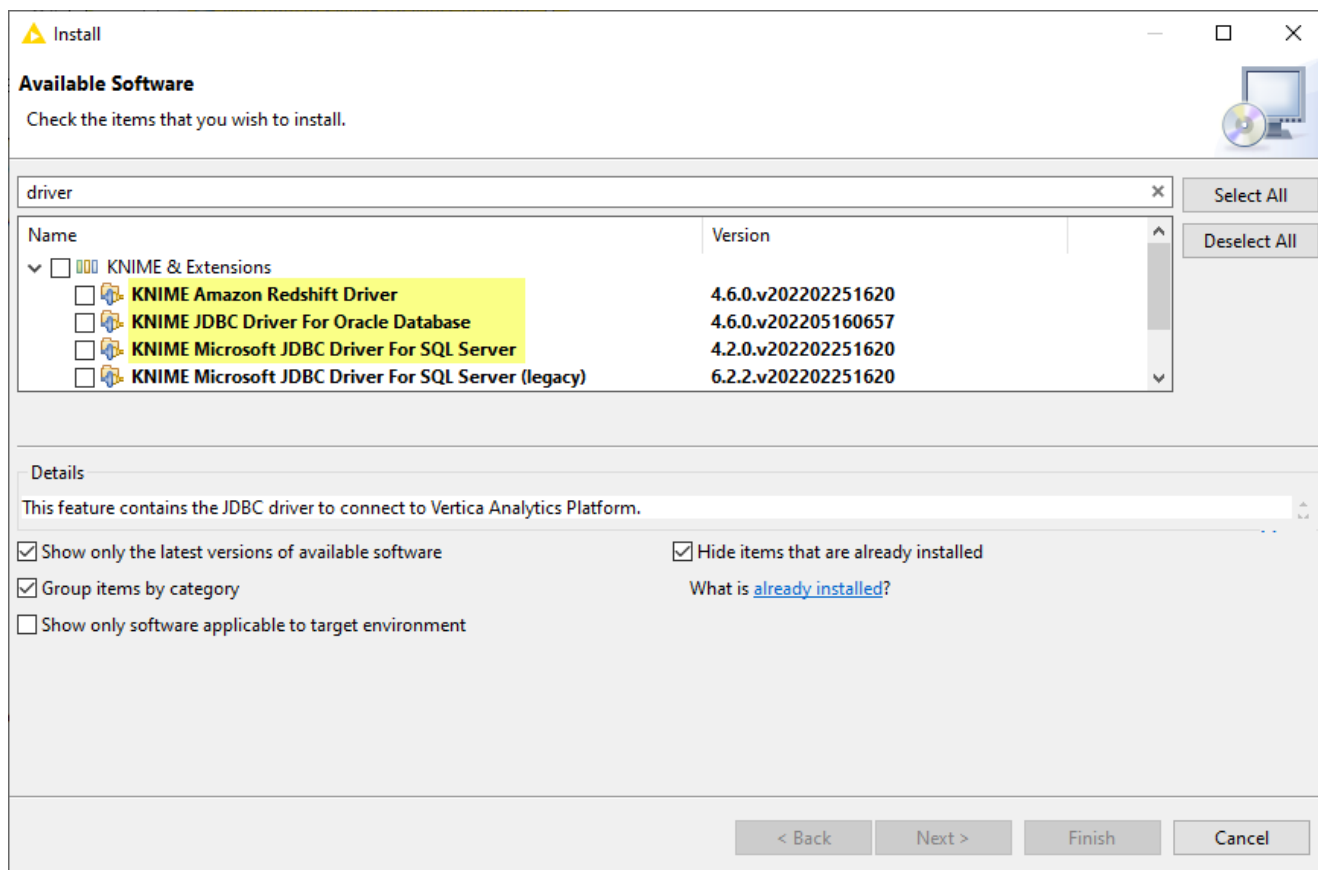 Install
Available Software
Check the items that you wish to install.
driver
Select All
Name Version
Deselect All
KNIME & Extensions
KNIME Amazon Redshift Driver 4.6.0.v202202251620
KNIME JDBC Driver For Oracle Database 4.6.0.v202205160657
KNIME Microsoft JDBC Driver For SQL Server 4.2.0.v202202251620
KNIME Microsoft JDBC Driver For SQL Server (legacy) 6.2.2.v202202251620
Details
This feature contains the JDBC driver to connect to Vertica Analytics Platform.
Show only the latest versions of available software Hide items that are already installed
Group items by category What is already installed?
Show only software applicable to target environment
< Back Next > Finish Cancel